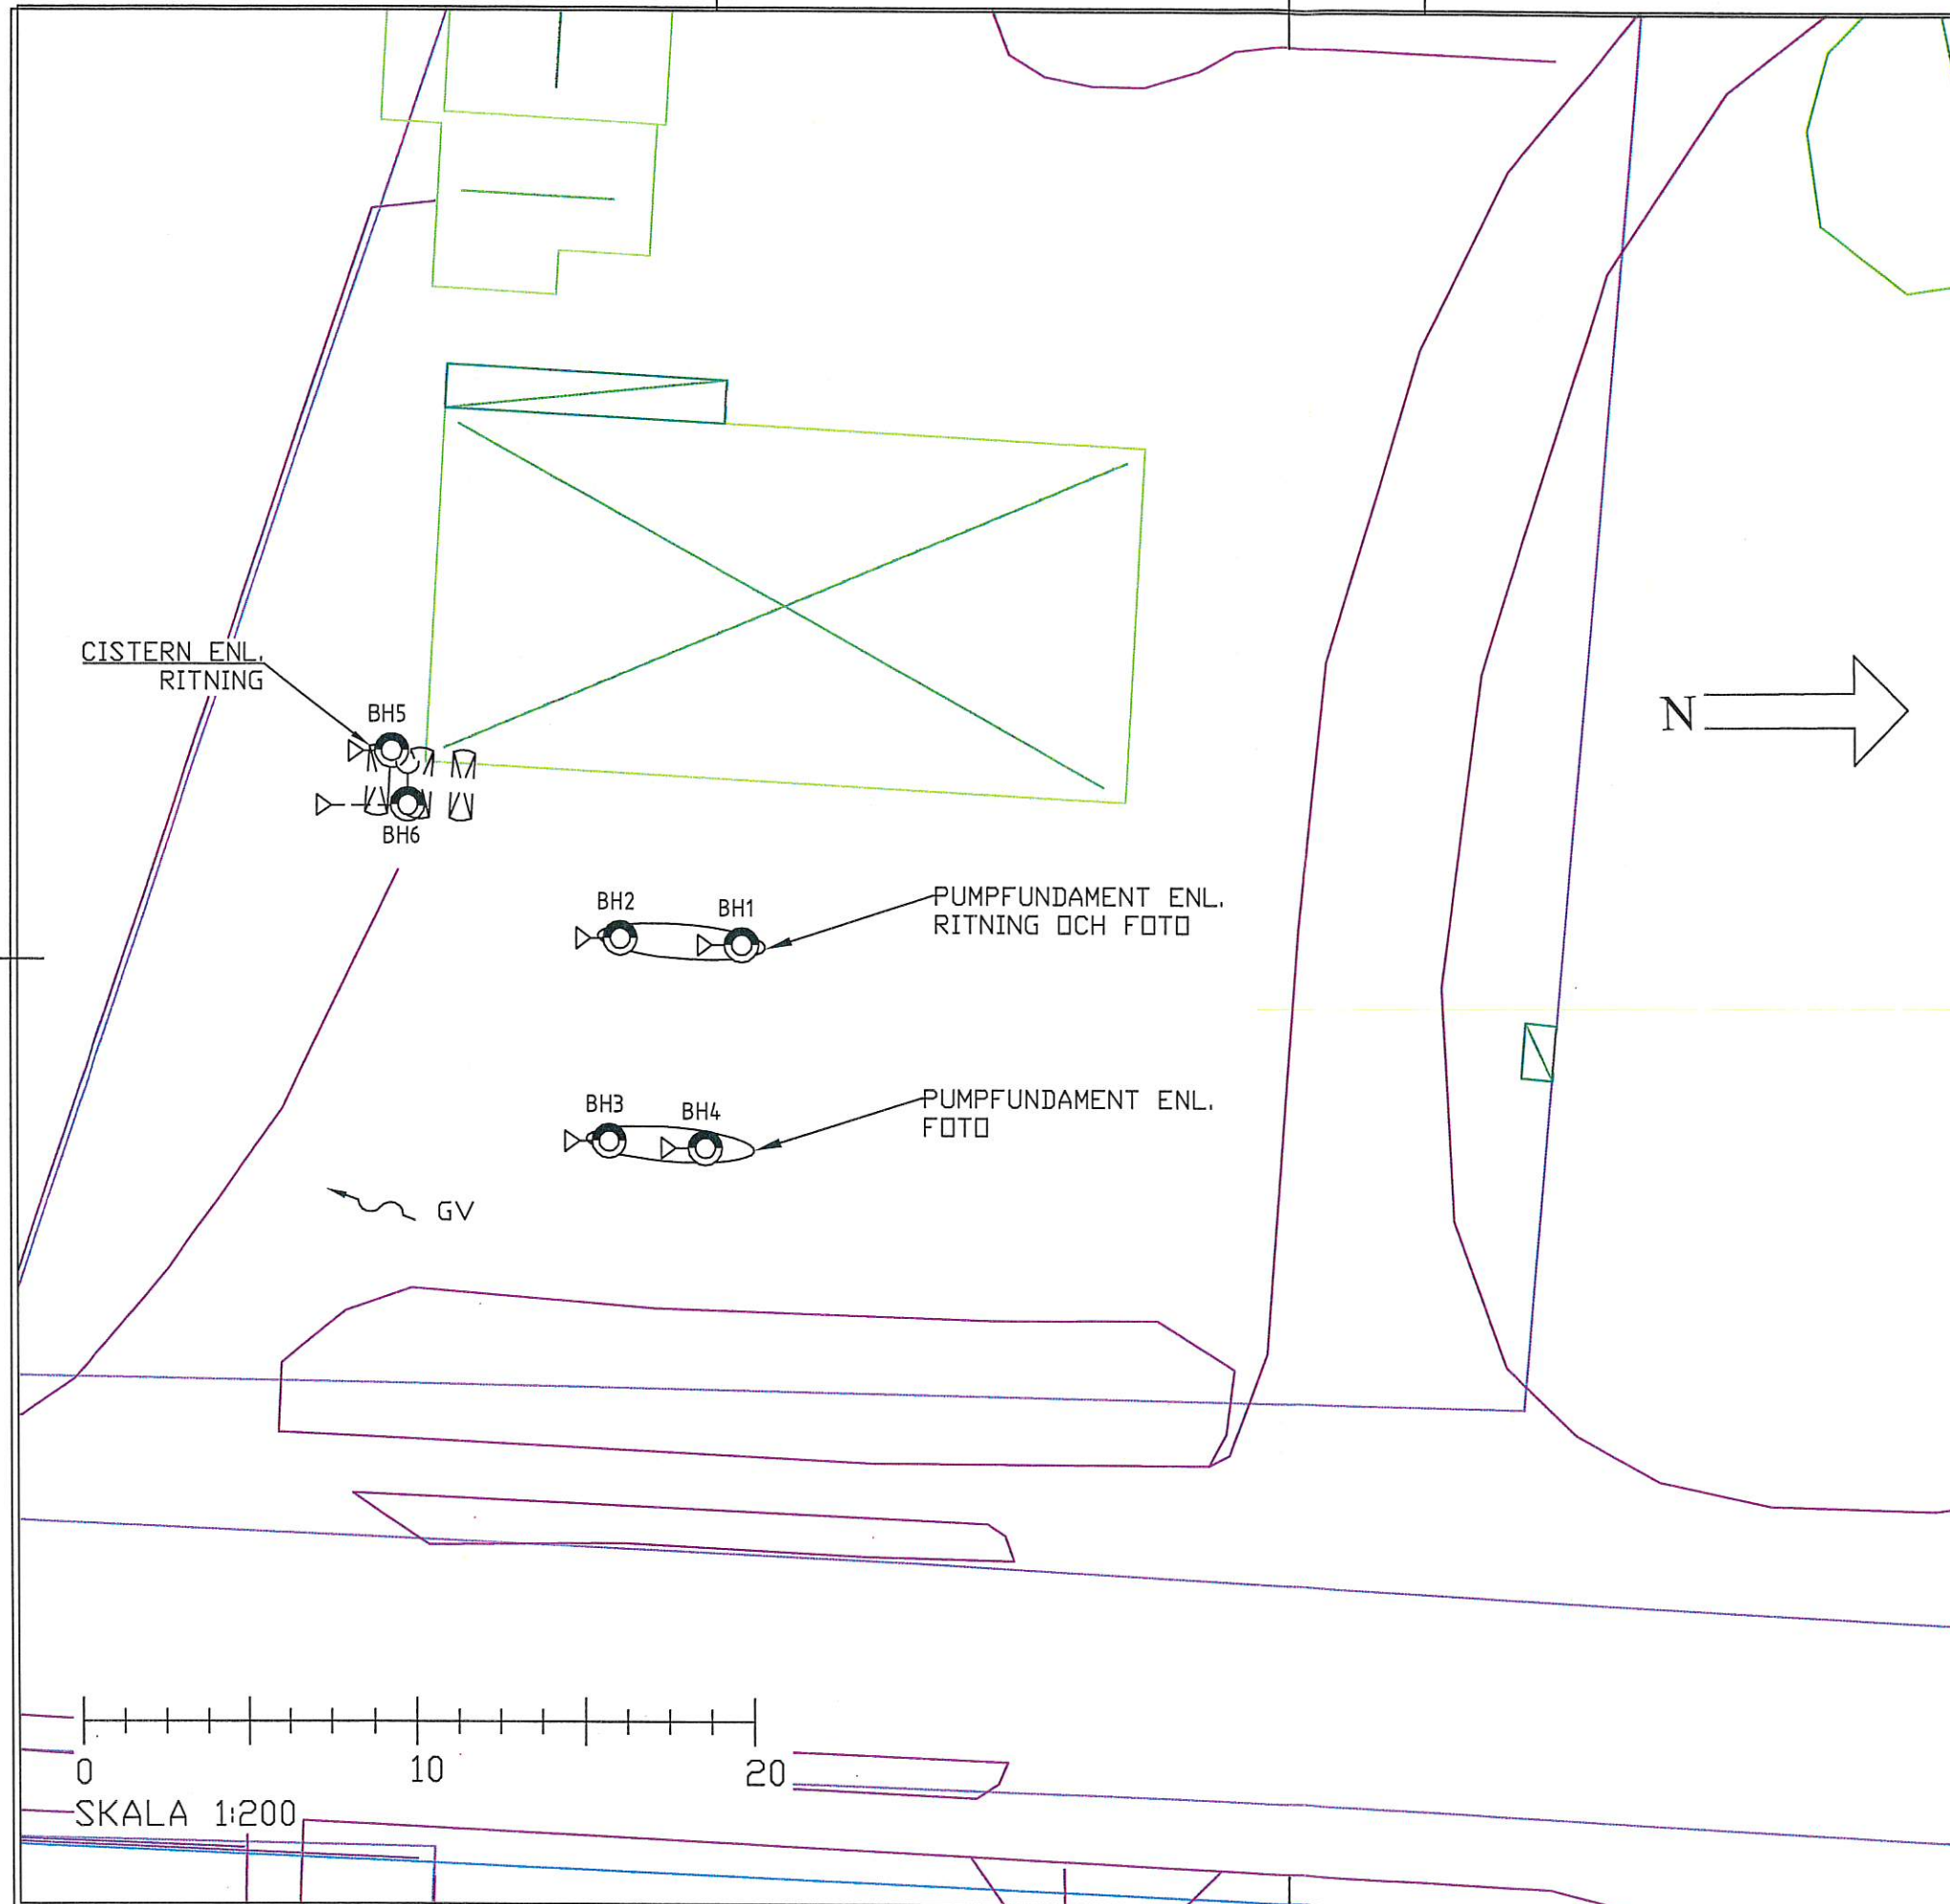 CISTERN ENL.
RITNING
N
BH5
BH6
BH2
BH1
PUMPFUNDAMENT ENL.
RITNING OCH FOTO
BH3
BH4
PUMPFUNDAMENT ENL.
FOTO
GV
0
10
20
SKALA 1:200